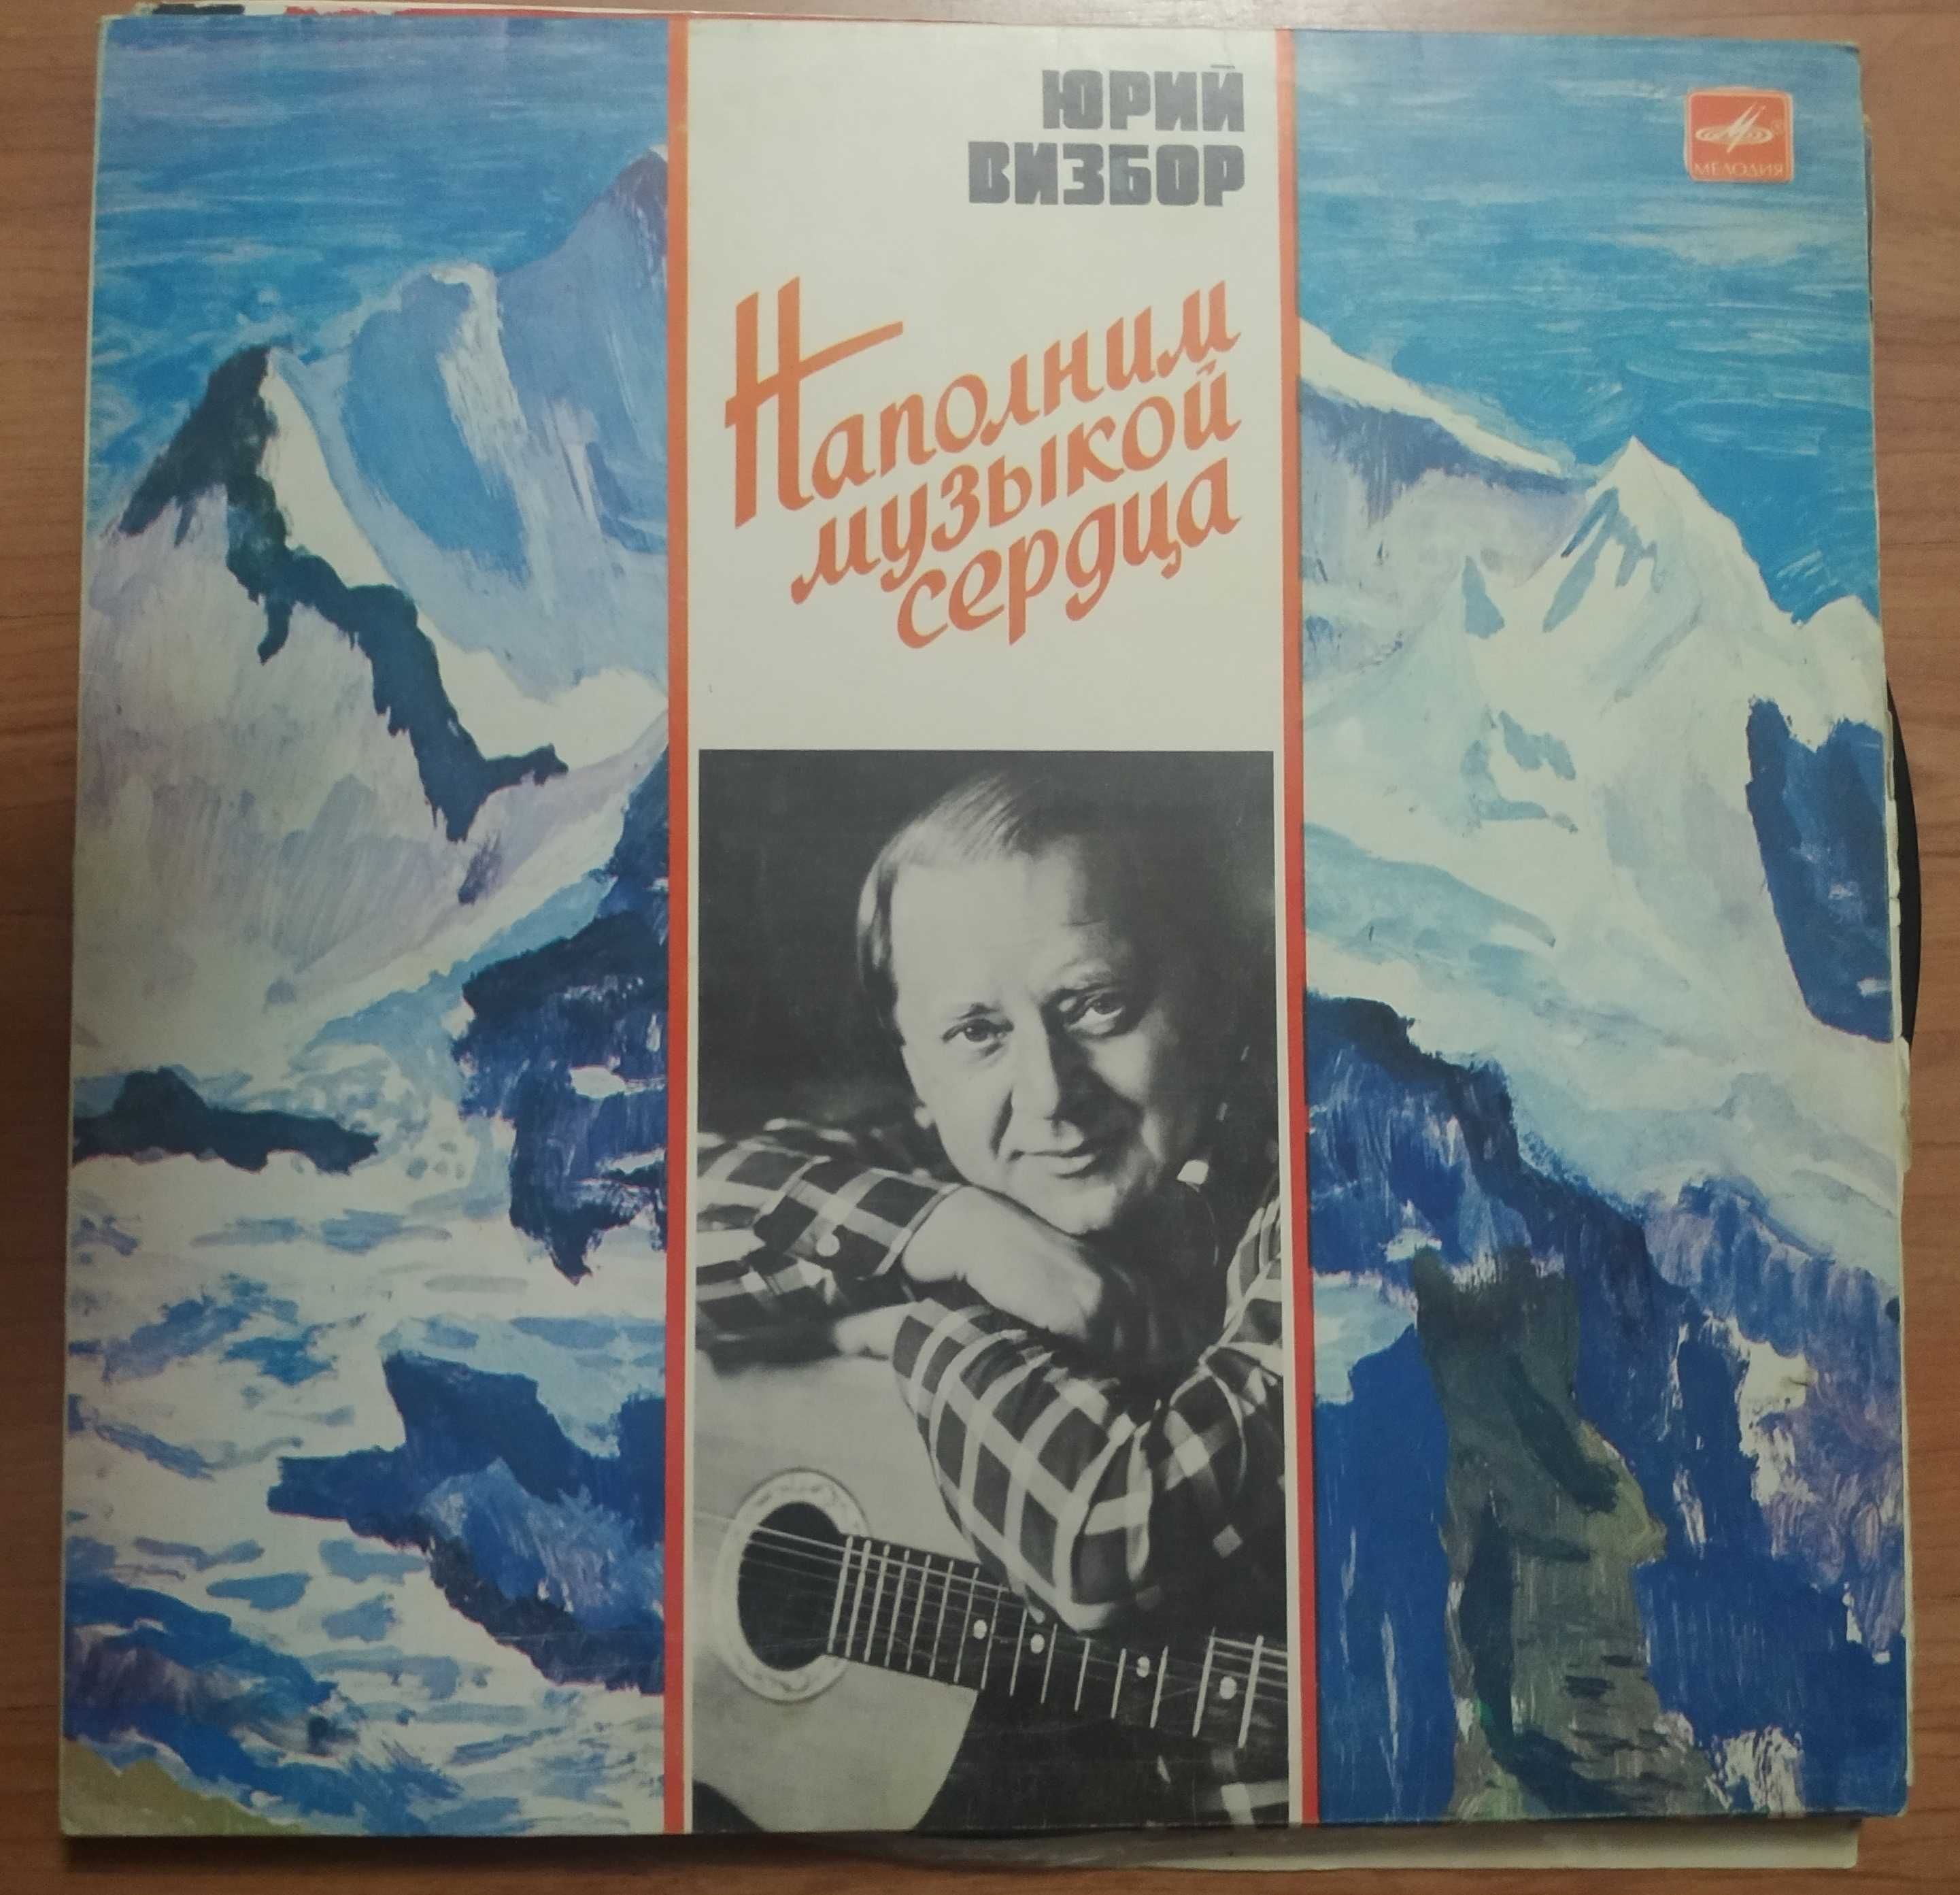 ЮРИЙ
ВИЗБОР
МЕЛОДИЯ
Наполним
музыкой
сердца